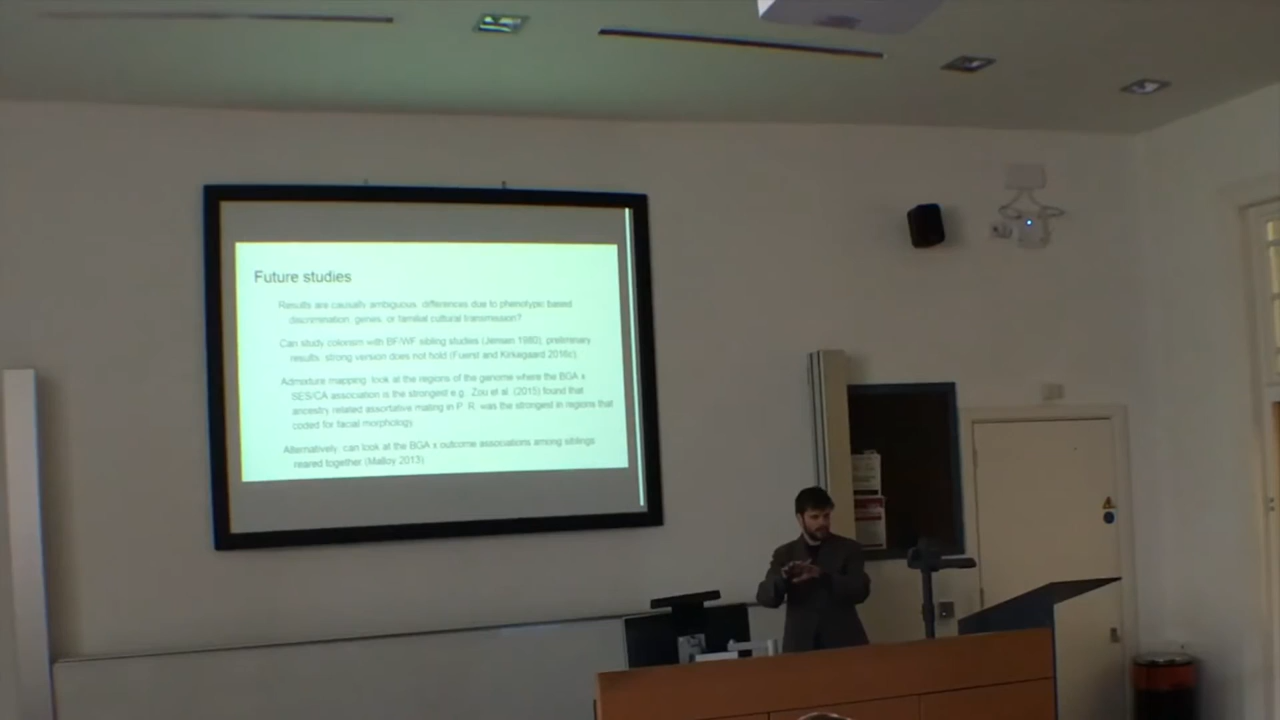 Future studies
Results are causally ambiguous: differences due to phenotypic based
discrimination, genes, or familial cultural transmission?
Can study colorism with BF/WF sibling studies (Jensen 1980), preliminary
results: strong version does not hold (Fuerst and Kirkegaard 2016c).
Admixture mapping: look at the regions of the genome where the BGA x
SES/CA association is the strongest e.g. Zou et al. (2015) found that
ancestry related assortative mating in P. R. was the strongest in regions that
coded for facial morphology.
Alternatively, can look at the BGA x outcome associations among siblings
reared together (Malloy 2013)